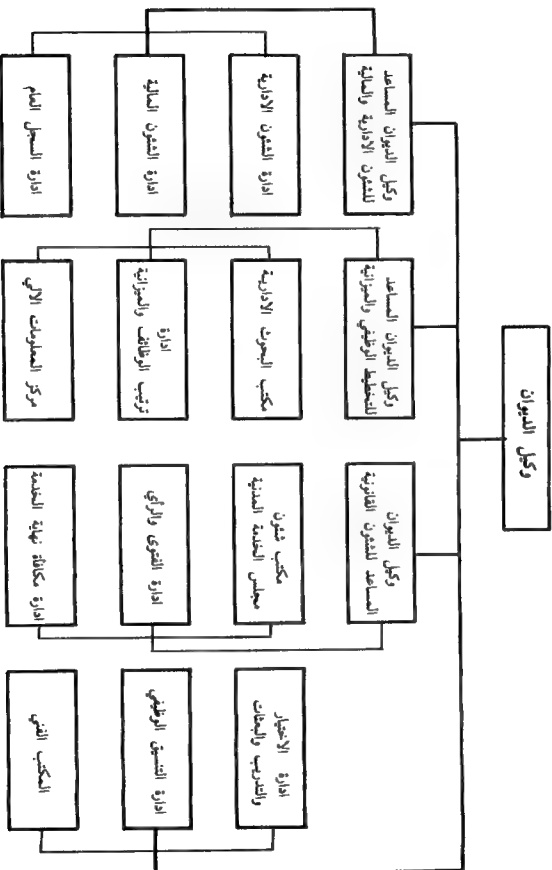 وكيل الديوان
وكيل الديوان المساعد
للشئون الادارية والمالية
وكيل الديوان المساعد
للتخطيط الوظيفي والميزانية
وكيل الديوان
المساعد للشئون القانونية
ادارة الشئون الادارية
مكتب البحوث الادارية
مكتب شئون
مجلس الخدمة المدنية
ادارة الاختيار
والتدريب والبعثات
ادارة الشئون المالية
ادارة
ترتيب الوظائف والميزانية
ادارة الفتوى والرأي
ادارة التنسيق الوظيفي
ادارة السجل العام
مركز المعلومات الالي
ادارة مكافأة نهاية الخدمة
المكتب الفني